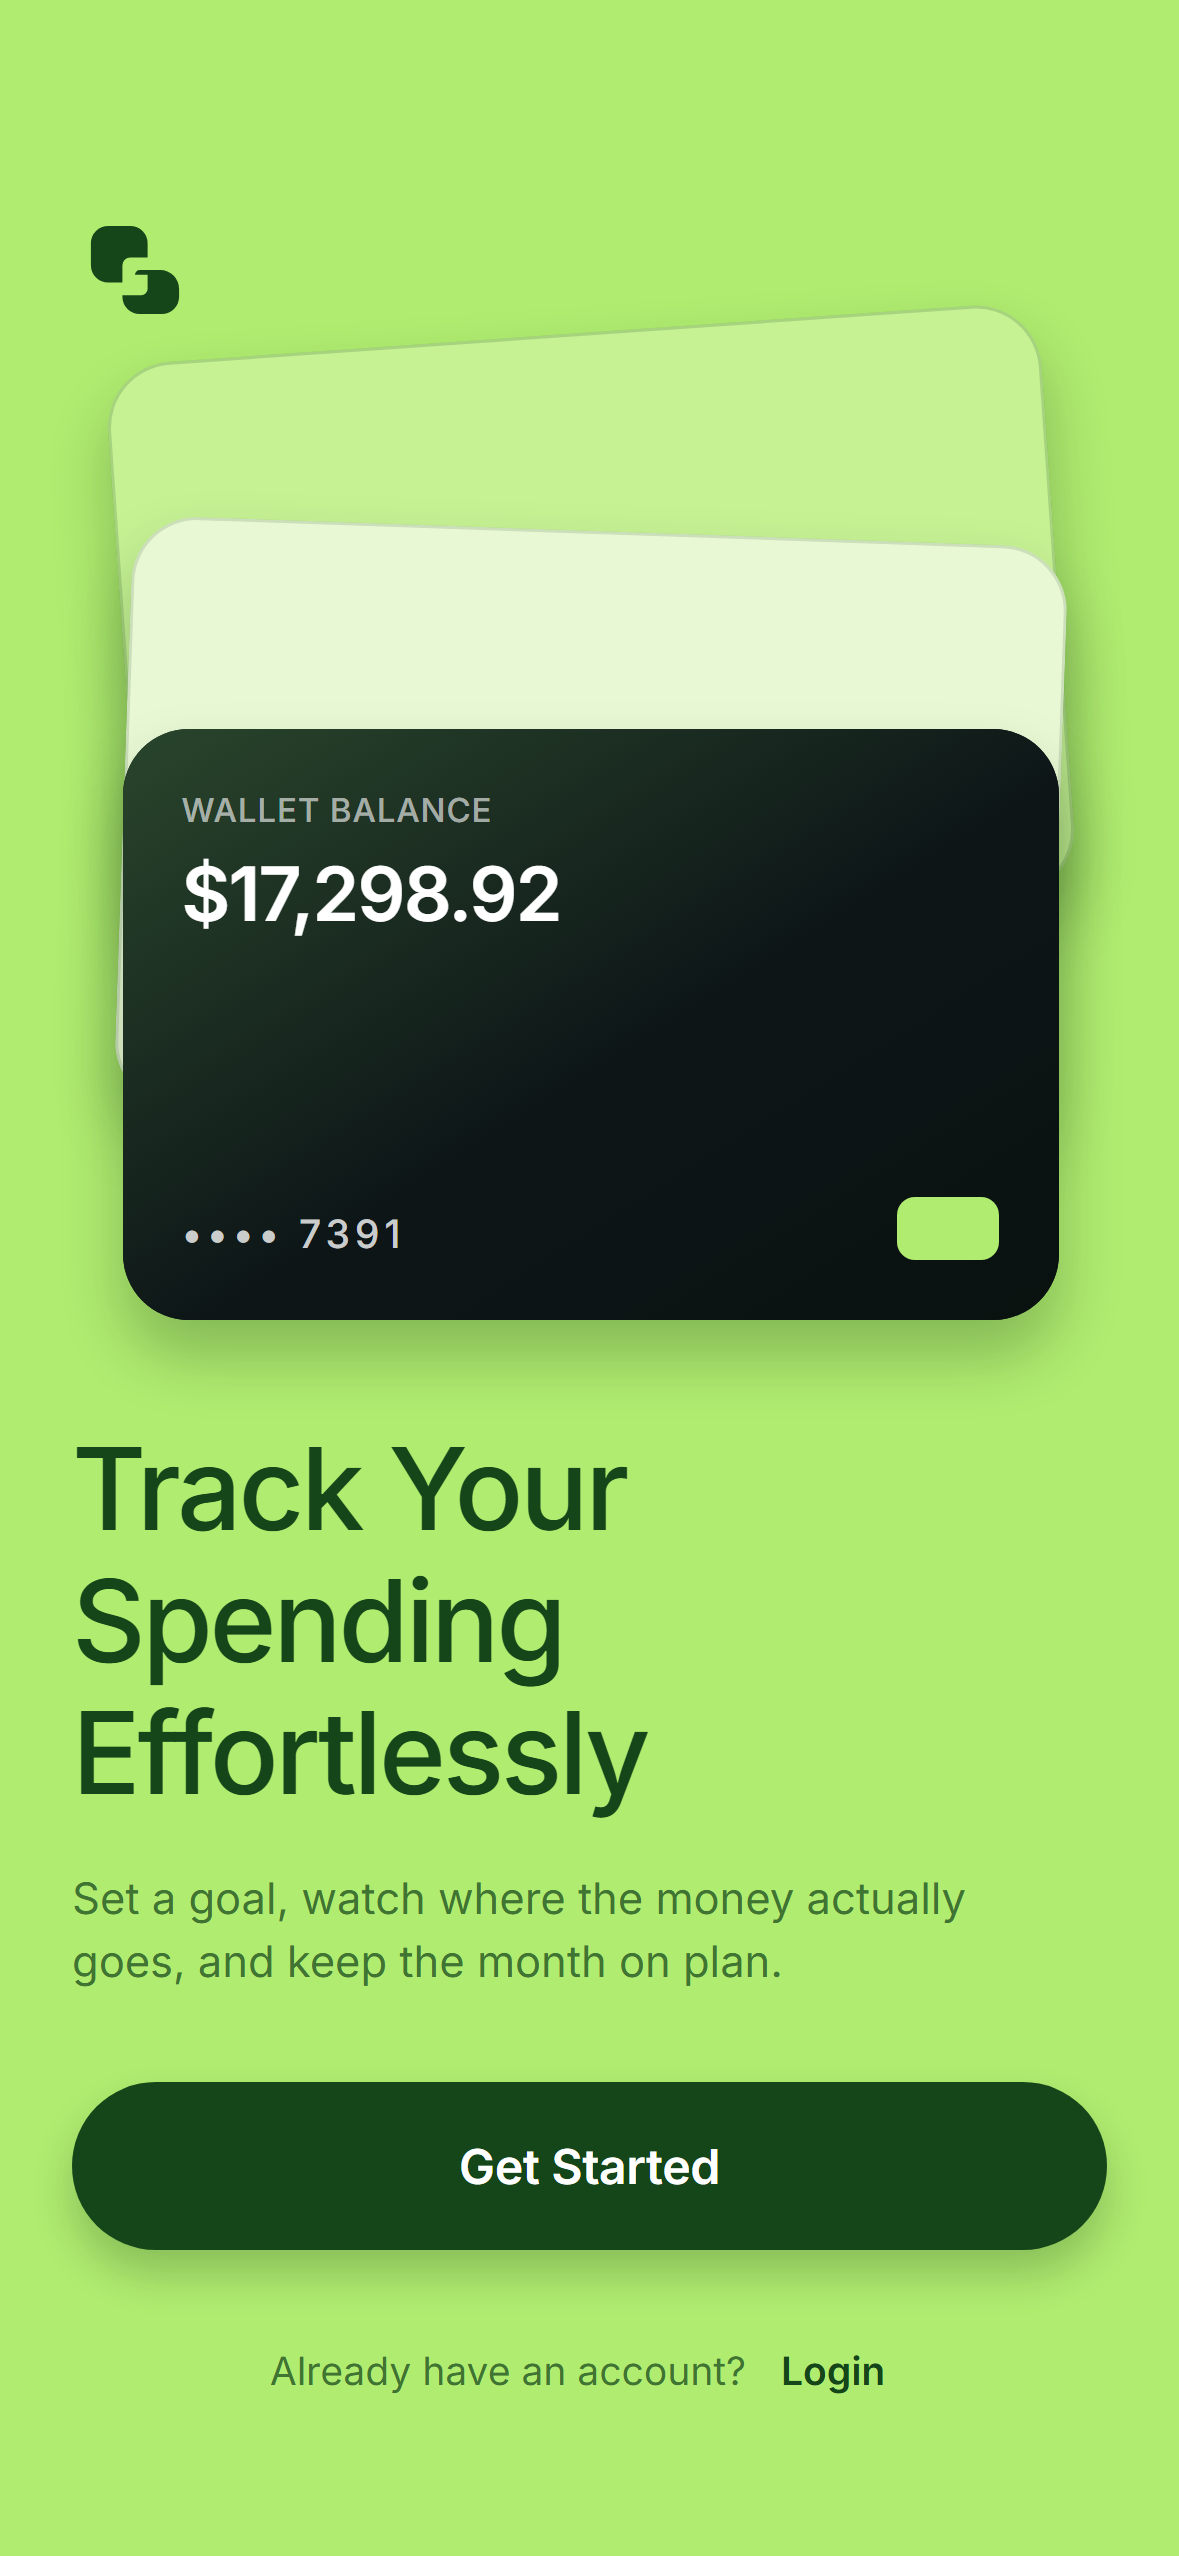 WALLET BALANCE
$17,298.92
•••• 7391
Track Your
Spending
Effortlessly
Set a goal, watch where the money actually
goes, and keep the month on plan.
Get Started
Already have an account? Login